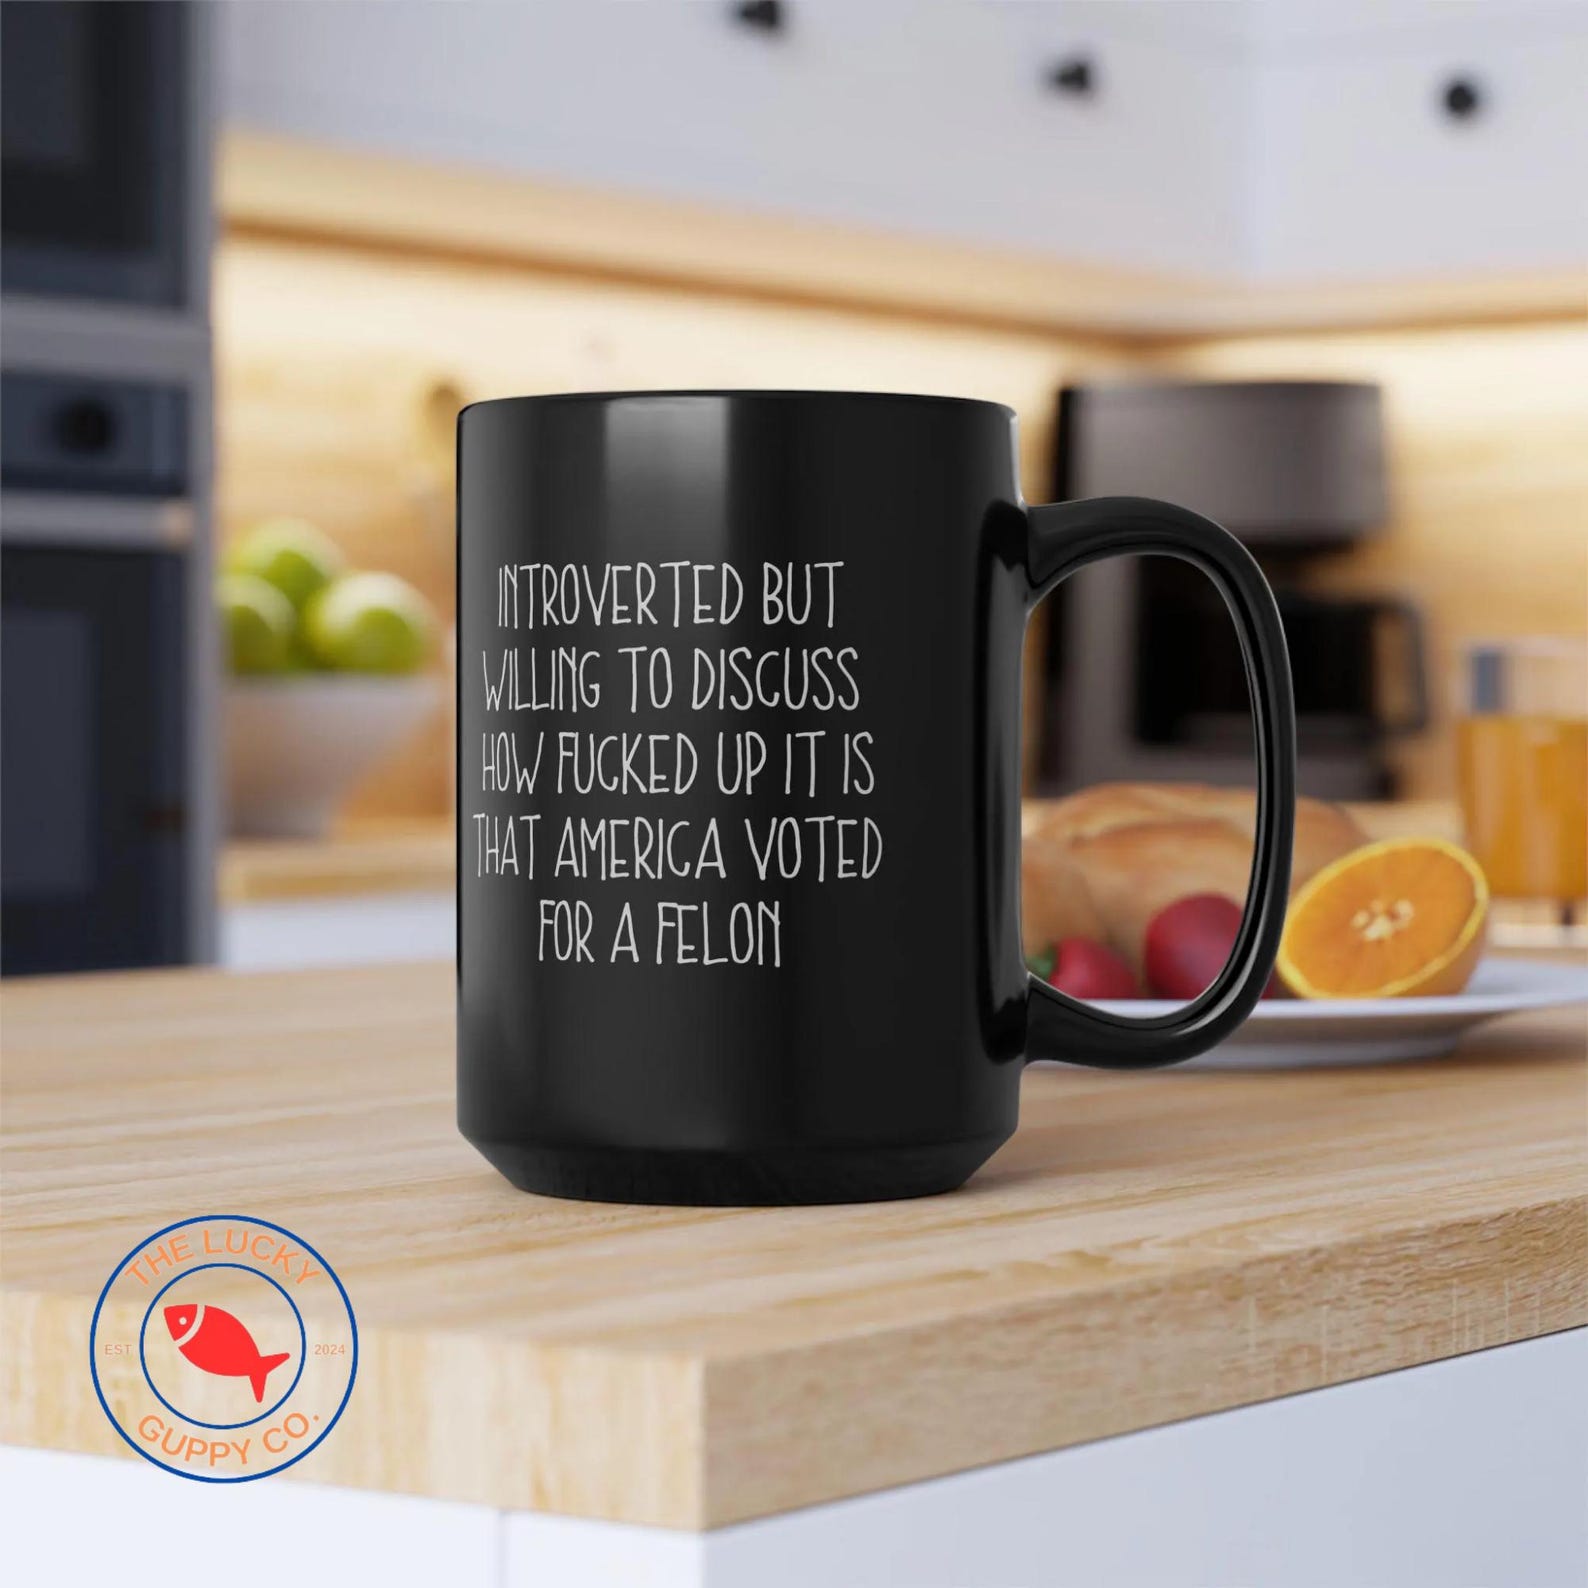 INTROVERTED BUT
WILLING TO DISCUSS
HOW FUCKED UP IT IS
THAT AMERICA VOTED
FOR A FELON
THE LUCKY
EST 2024
GUPPY CO.